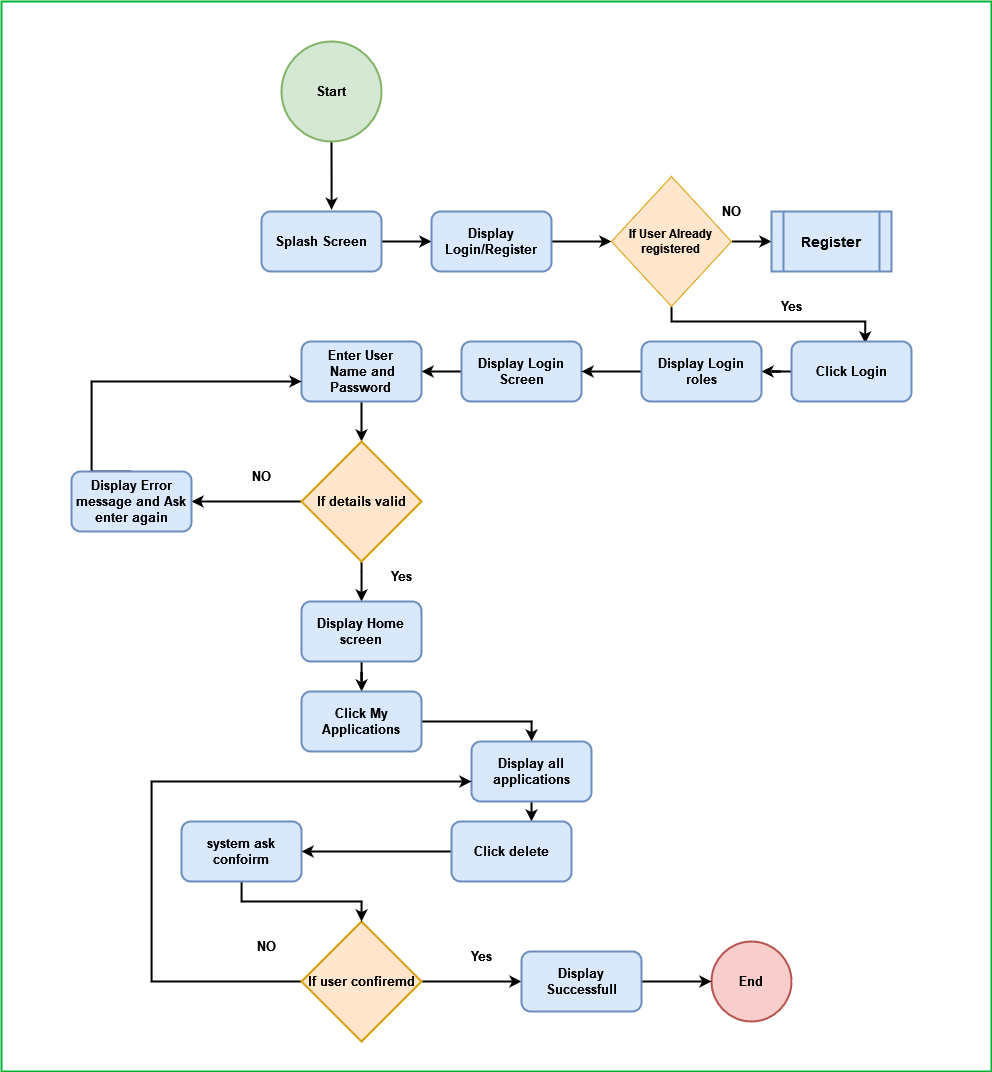 Start
Splash Screen
Display
Login/Register
If User Already
registered
NO
Register
Yes
Click Login
Display Login
roles
Display Login
Screen
Enter User
Name and
Password
If details valid
NO
Display Error
message and Ask
enter again
Yes
Display Home
screen
Click My
Applications
Display all
applications
Click delete
system ask
confoirm
If user confiremd
NO
Yes
Display
Successfull
End